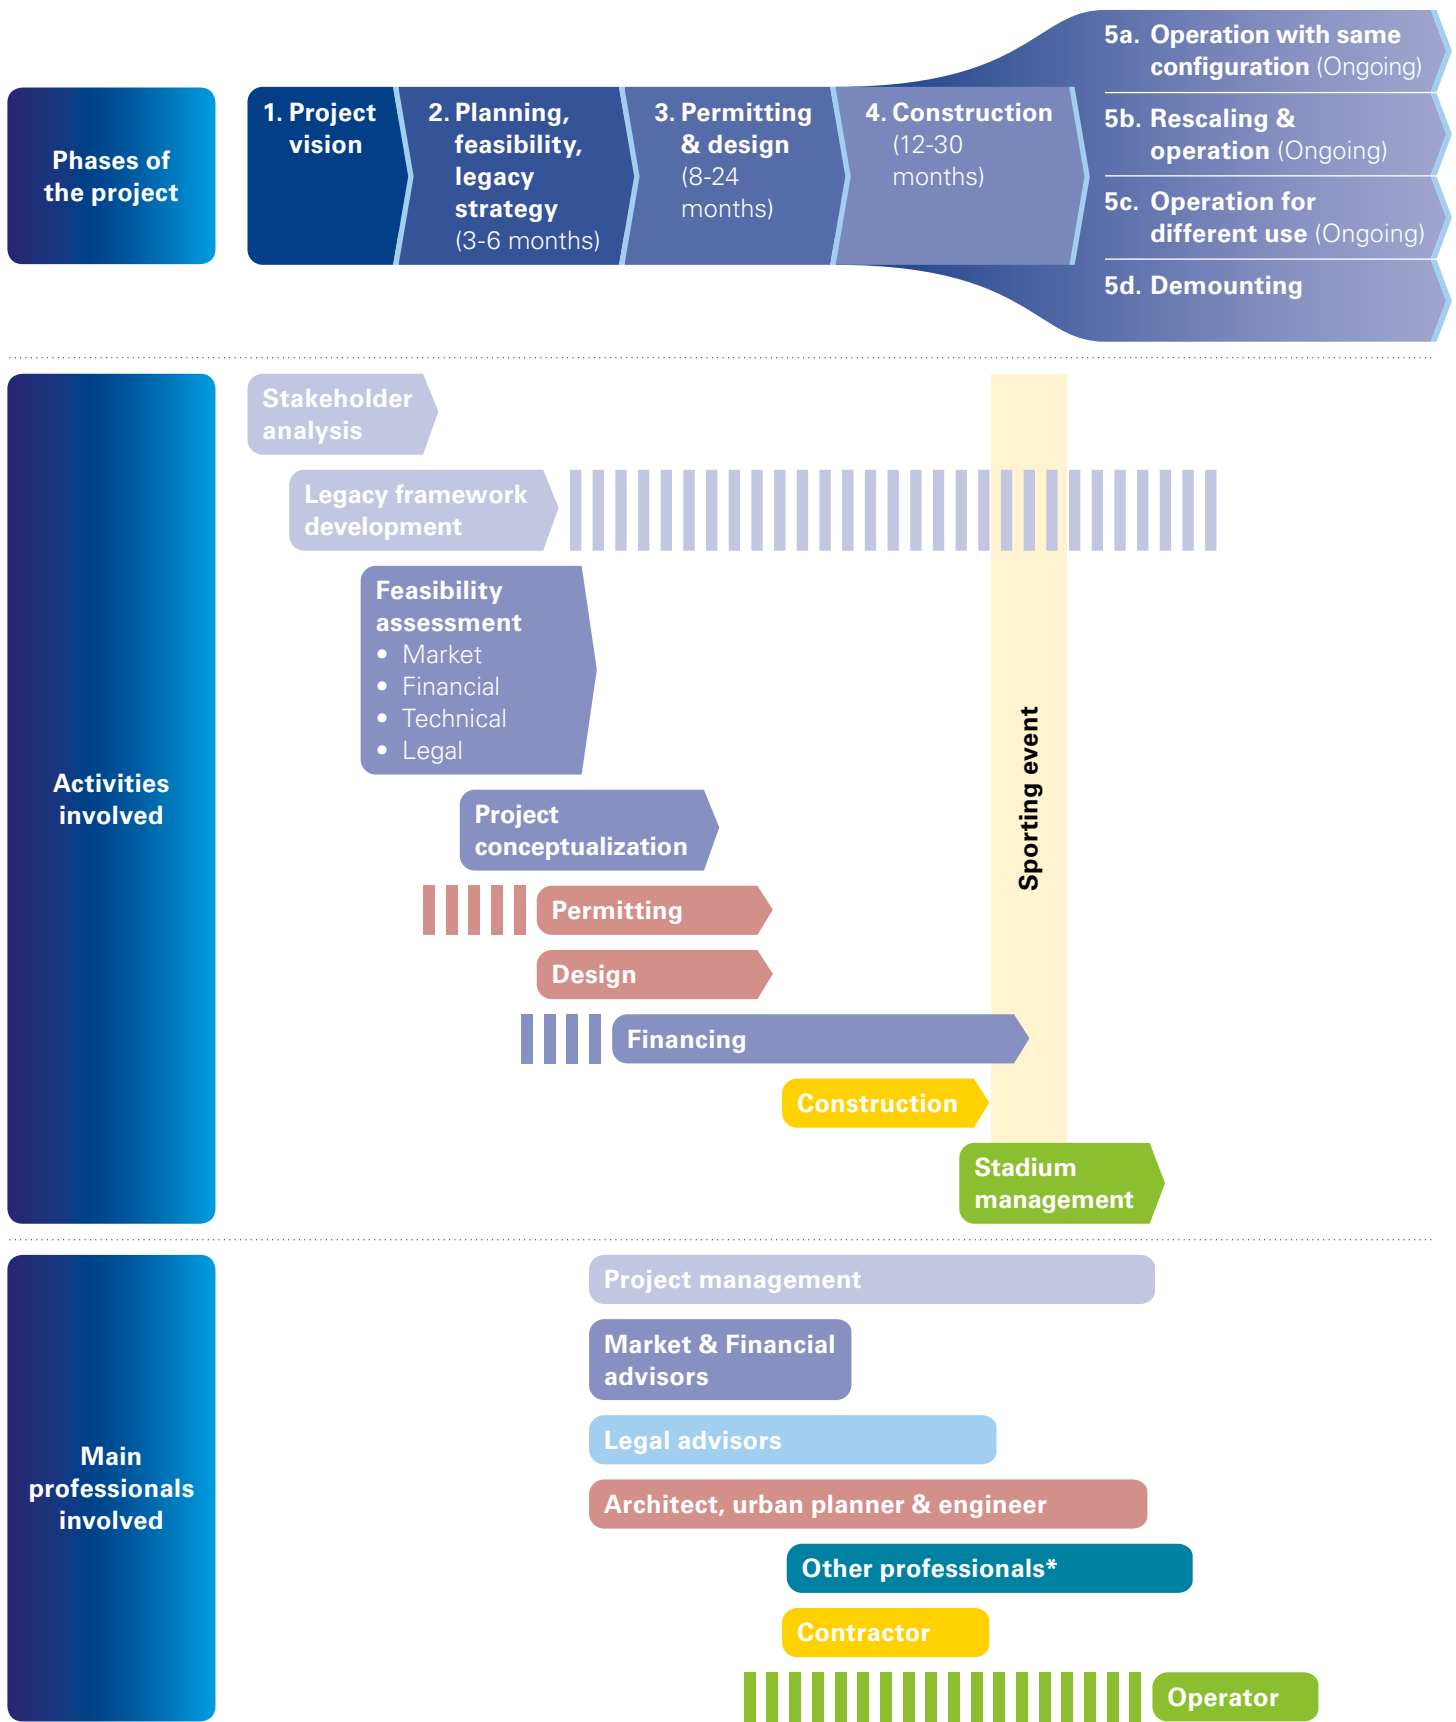 Phases of
the project
1. Project
vision
2. Planning,
feasibility,
legacy
strategy
(3-6 months)
3. Permitting
& design
(8-24
months)
4. Construction
(12-30
months)
5a. Operation with same
configuration (Ongoing)
5b. Rescaling &
operation (Ongoing)
5c. Operation for
different use (Ongoing)
5d. Demounting
Activities
involved
Stakeholder
analysis
Legacy framework
development
Feasibility
assessment
• Market
• Financial
• Technical
• Legal
Project
conceptualization
Permitting
Design
Financing
Construction
Stadium
management
Sporting event
Main
professionals
involved
Project management
Market & Financial
advisors
Legal advisors
Architect, urban planner & engineer
Other professionals*
Contractor
Operator